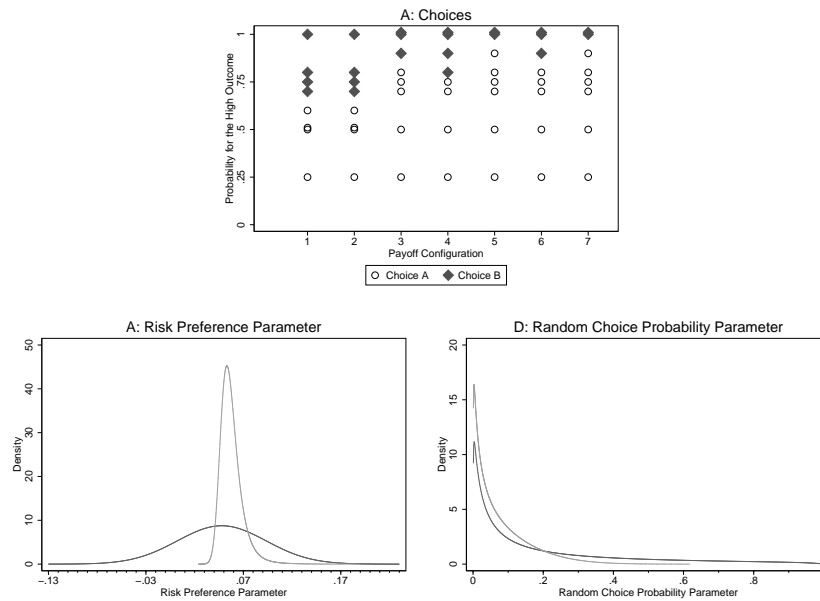 A: Choices
Probability for the High Outcome
1
.75
.5
.25
0
1 2 3 4 5 6 7
Payoff Configuration
Choice A Choice B
A: Risk Preference Parameter
Density
50
40
30
20
10
0
−.13 −.03 .07 .17
Risk Preference Parameter
D: Random Choice Probability Parameter
Density
20
15
10
5
0
0 .2 .4 .6 .8
Random Choice Probability Parameter